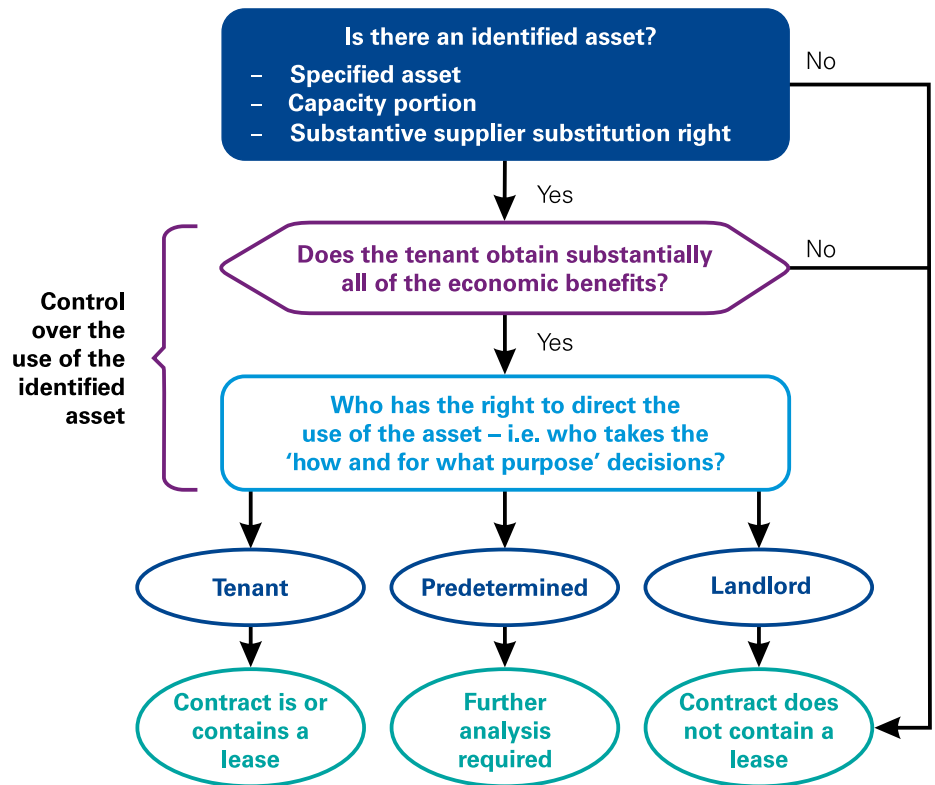 Is there an identified asset?
– Specified asset
– Capacity portion
– Substantive supplier substitution right
No
Yes
Does the tenant obtain substantially
all of the economic benefits?
No
Control
over the
use of the
identified
asset
Yes
Who has the right to direct the
use of the asset – i.e. who takes the
‘how and for what purpose’ decisions?
Tenant
Predetermined
Landlord
Contract is or
contains a
lease
Further
analysis
required
Contract does
not contain a
lease